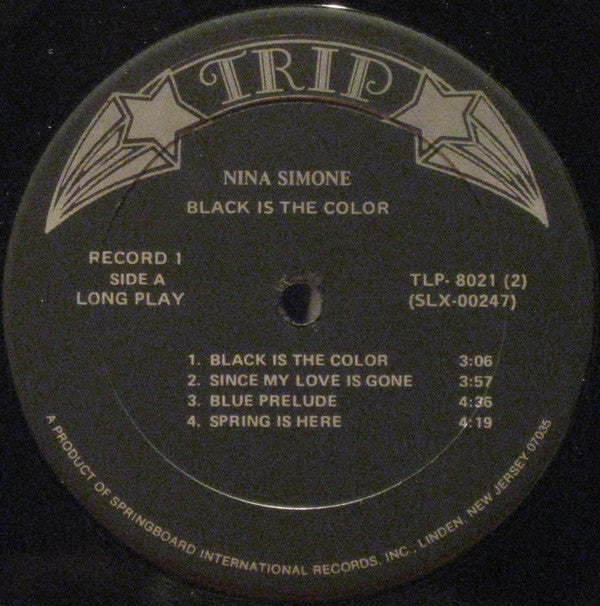 TRIP
NINA SIMONE
BLACK IS THE COLOR
RECORD 1
SIDE A
LONG PLAY
TLP- 8021 (2)
(SLX-00247)
1. BLACK IS THE COLOR 3:06
2. SINCE MY LOVE IS GONE 3:57
3. BLUE PRELUDE 4:36
4. SPRING IS HERE 4:19
A PRODUCT OF SPRINGBOARD INTERNATIONAL RECORDS, INC., LINDEN, NEW JERSEY 07035